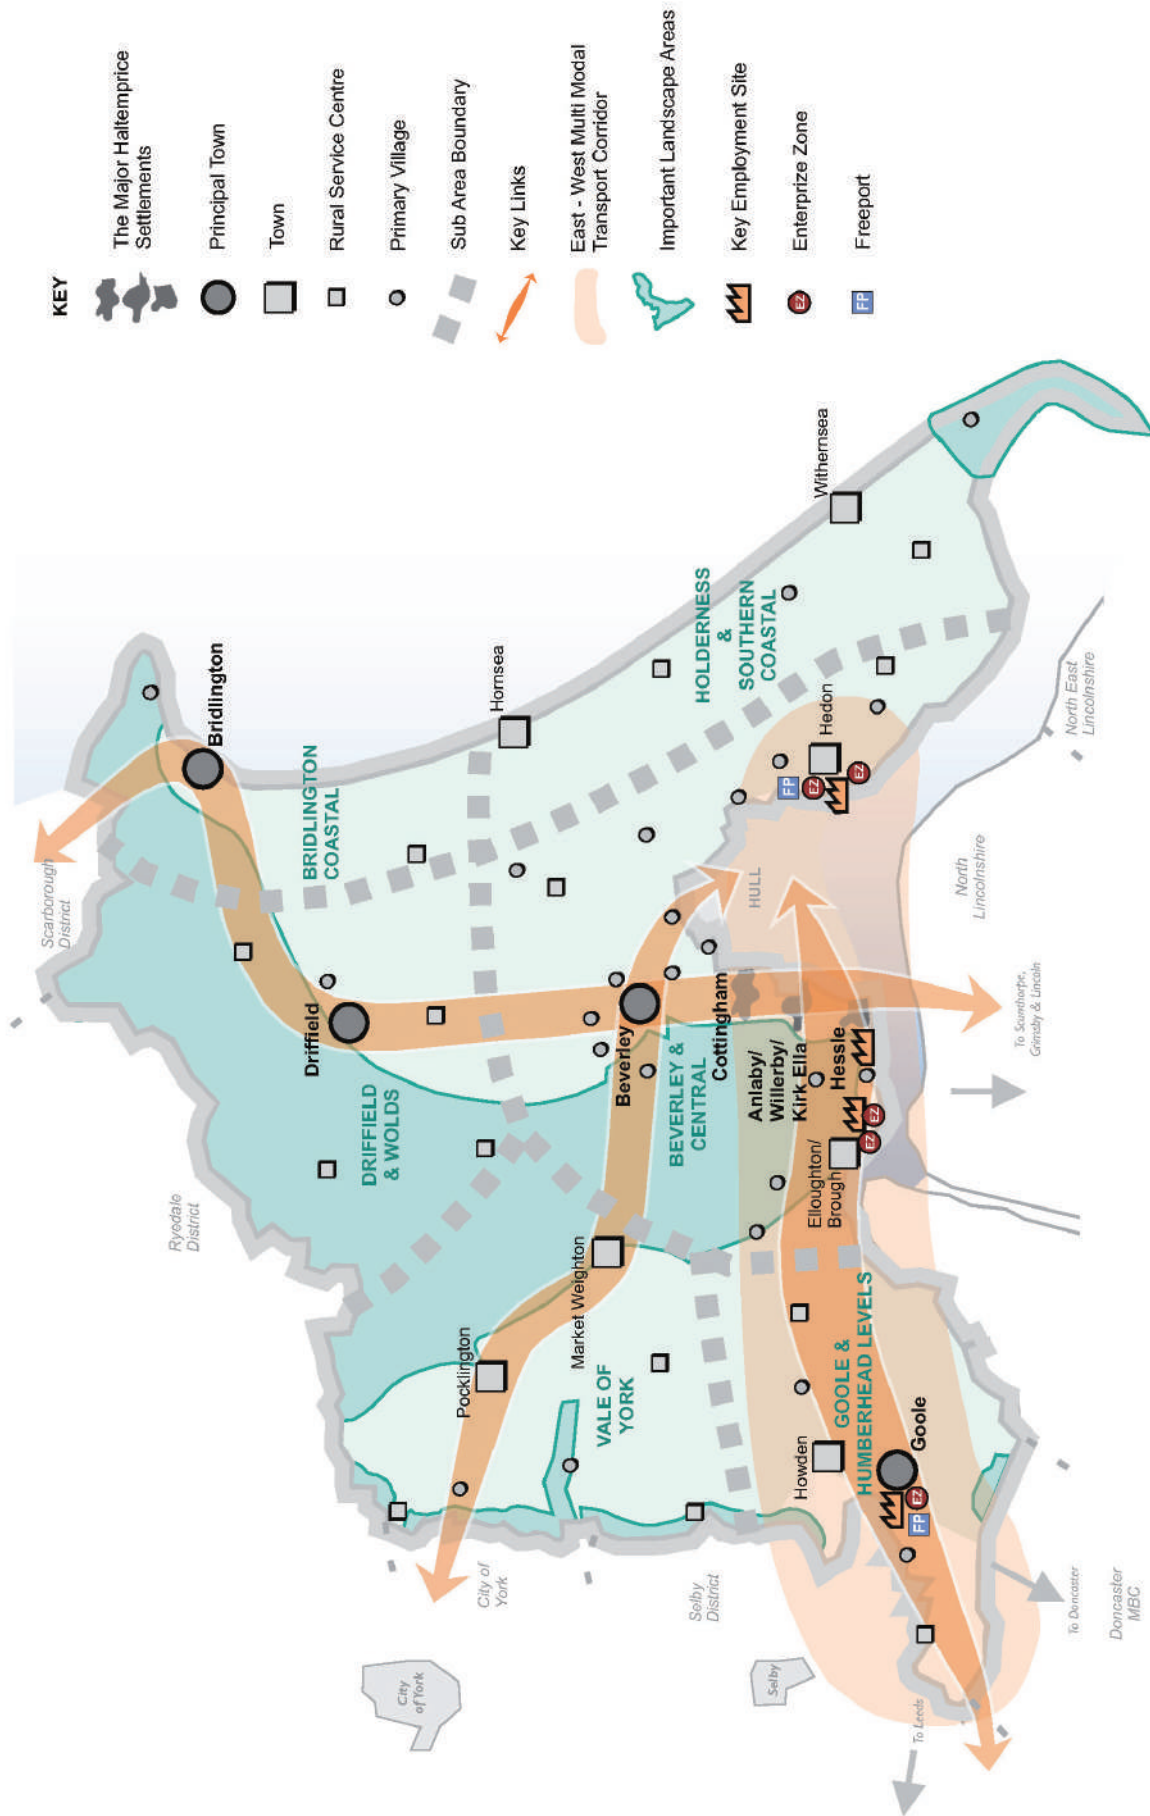 KEY
The Major Haltemprice
Settlements
Principal Town
Town
Rural Service Centre
Primary Village
Sub Area Boundary
Key Links
East - West Multi Modal
Transport Corridor
Important Landscape Areas
Key Employment Site
EZ
Enterprize Zone
FP
Freeport
Scarborough
District
Bridlington
BRIDLINGTON
COASTAL
Ryedale
District
Driffield
DRIFFIELD
& WOLDS
Hornsea
Pocklington
City of
York
City
of York
Market Weighton
VALE OF
YORK
Beverley
BEVERLEY &
CENTRAL
Cottingham
HOLDERNESS
&
SOUTHERN
COASTAL
Withernsea
Selby
District
Selby
Anlaby/
Willerby/
Kirk Ella
Hessle
HULL
FP
EZ
EZ
Hedon
Elloughton/
Brough
EZ
EZ
Howden
GOOLE &
HUMBERHEAD LEVELS
Goole
EZ
FP
To Leeds
To Doncaster
Doncaster
MBC
To Scunthorpe,
Grimsby & Lincoln
North
Lincolnshire
North East
Lincolnshire